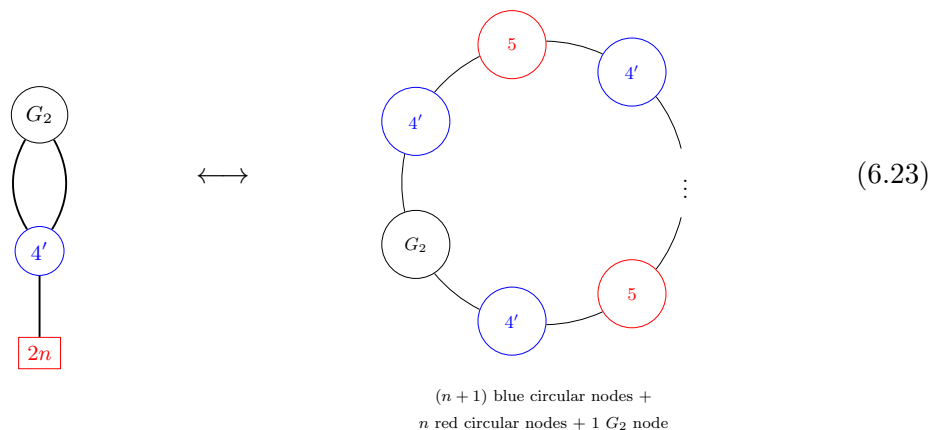 G₂
4′
2n
⟷
5
4′
4′
⋮
G₂
5
4′
(6.23)
(n + 1) blue circular nodes +
n red circular nodes + 1 G₂ node